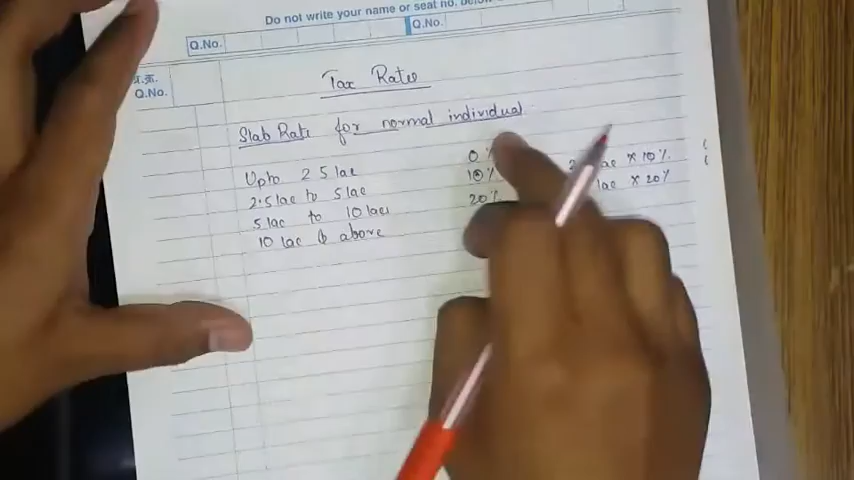 Do not write your name or seat no. be
Q.No. Q.No.
प्र.क्र.
Q.No.
Tax Rates
Slab Rate for normal individual
Upto 2.5 lac 0 %
2.5 lac to 5 lac 10% × 10%
5 lac to 10 lac 20% lac × 20%
10 lac & above